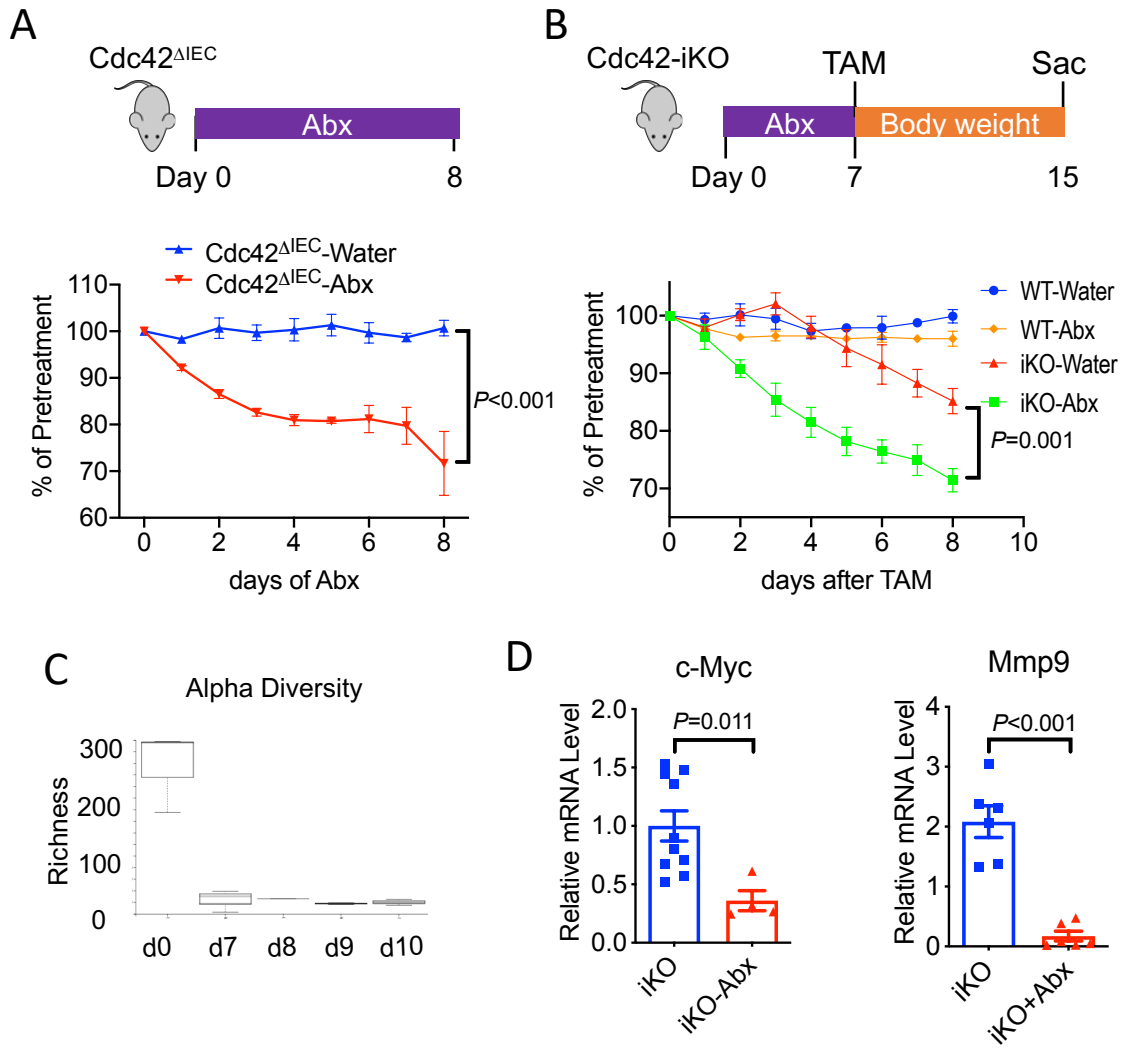 A
Cdc42ΔIEC
Abx
Day 0
8
Cdc42ΔIEC-Water
Cdc42ΔIEC-Abx
110
100
90
80
70
60
% of Pretreatment
P<0.001
0 2 4 6 8
days of Abx
B
Cdc42-iKO
TAM
Sac
Abx
Body weight
Day 0
7
15
WT-Water
WT-Abx
iKO-Water
iKO-Abx
100
90
80
70
% of Pretreatment
P=0.001
0 2 4 6 8 10
days after TAM
C
Alpha Diversity
300
200
100
0
Richness
d0 d7 d8 d9 d10
D
c-Myc
2.0
1.5
1.0
0.5
0.0
Relative mRNA Level
P=0.011
iKO
iKO-Abx
Mmp9
4
3
2
1
0
Relative mRNA Level
P<0.001
iKO
iKO+Abx